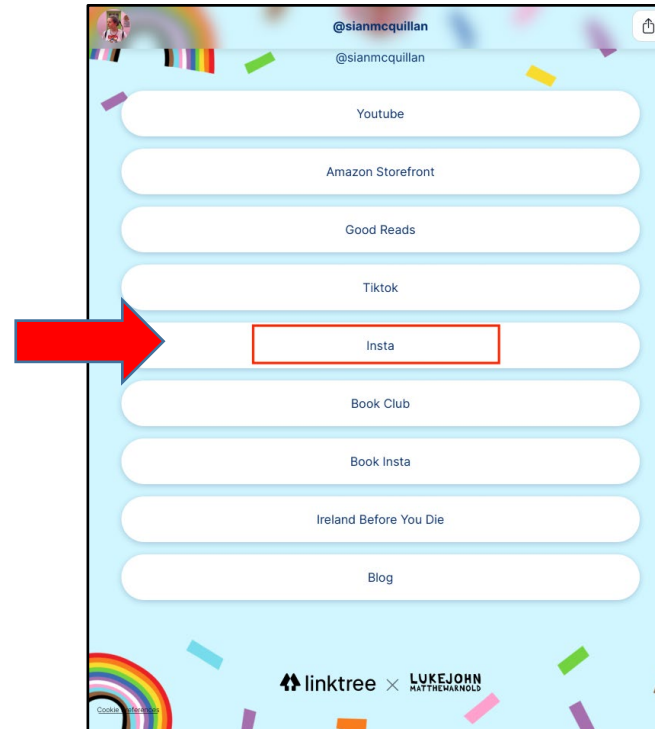 @sianmcquillan
@sianmcquillan
Youtube
Amazon Storefront
Good Reads
Tiktok
Insta
Book Club
Book Insta
Ireland Before You Die
Blog
linktree × LUKEJOHN
MATTHEWARNOLD
Cookie Preferences